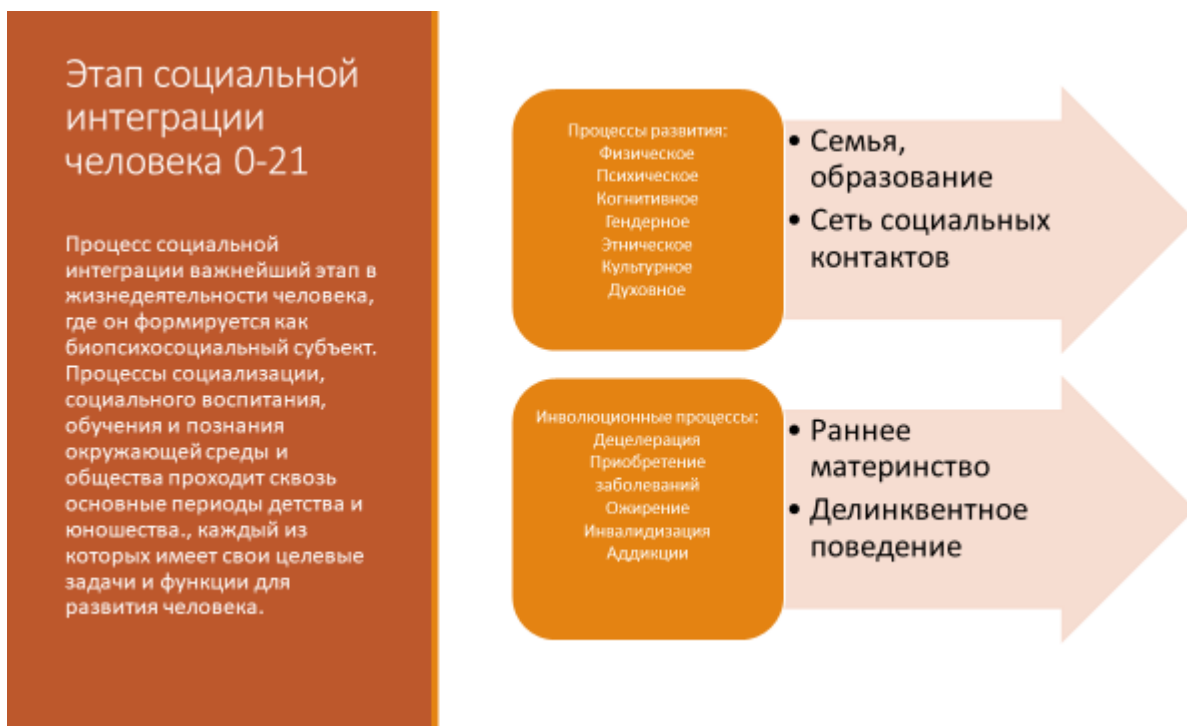 Этап социальной
интеграции
человека 0-21
Процесс социальной
интеграции важнейший этап в
жизнедеятельности человека,
где он формируется как
биопсихосоциальный субъект.
Процессы социализации,
социального воспитания,
обучения и познания
окружающей среды и
общества проходит сквозь
основные периоды детства и
юношества., каждый из
которых имеет свои целевые
задачи и функции для
развития человека.
Процессы развития:
Физическое
Психическое
Когнитивное
Гендерное
Этническое
Культурное
Духовное
• Семья,
образование
• Сеть социальных
контактов
Инволюционные процессы:
Децелерация
Приобретение
заболеваний
Ожирение
Инвалидизация
Аддикции
• Раннее
материнство
• Делинквентное
поведение